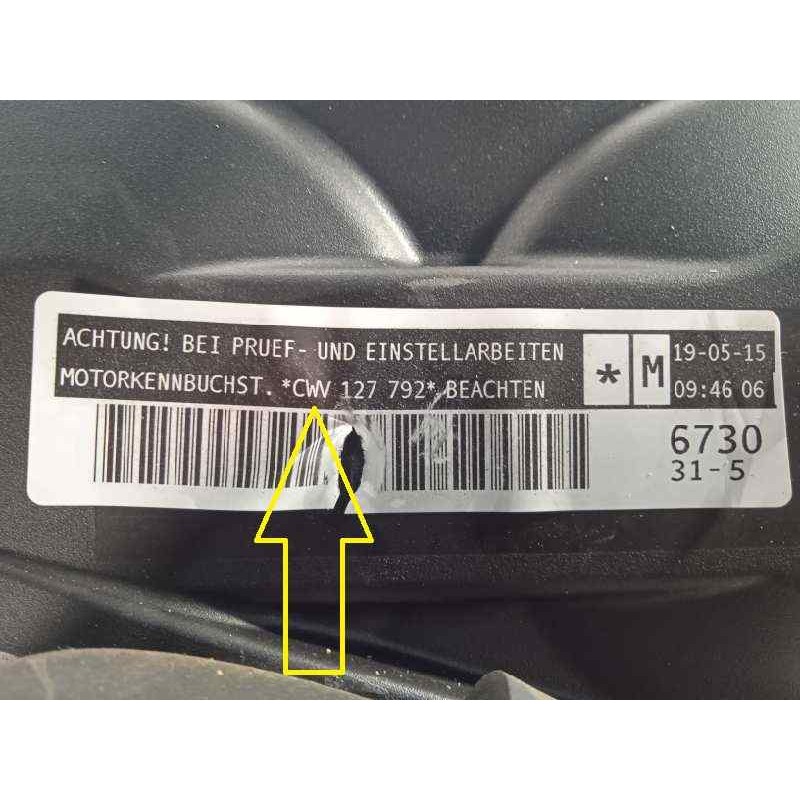 ACHTUNG! BEI PRUEF- UND EINSTELLARBEITEN
MOTORKENNBUCHST. *CWV 127 792* BEACHTEN
* M
19-05-15
09:46 06
6730
31-5